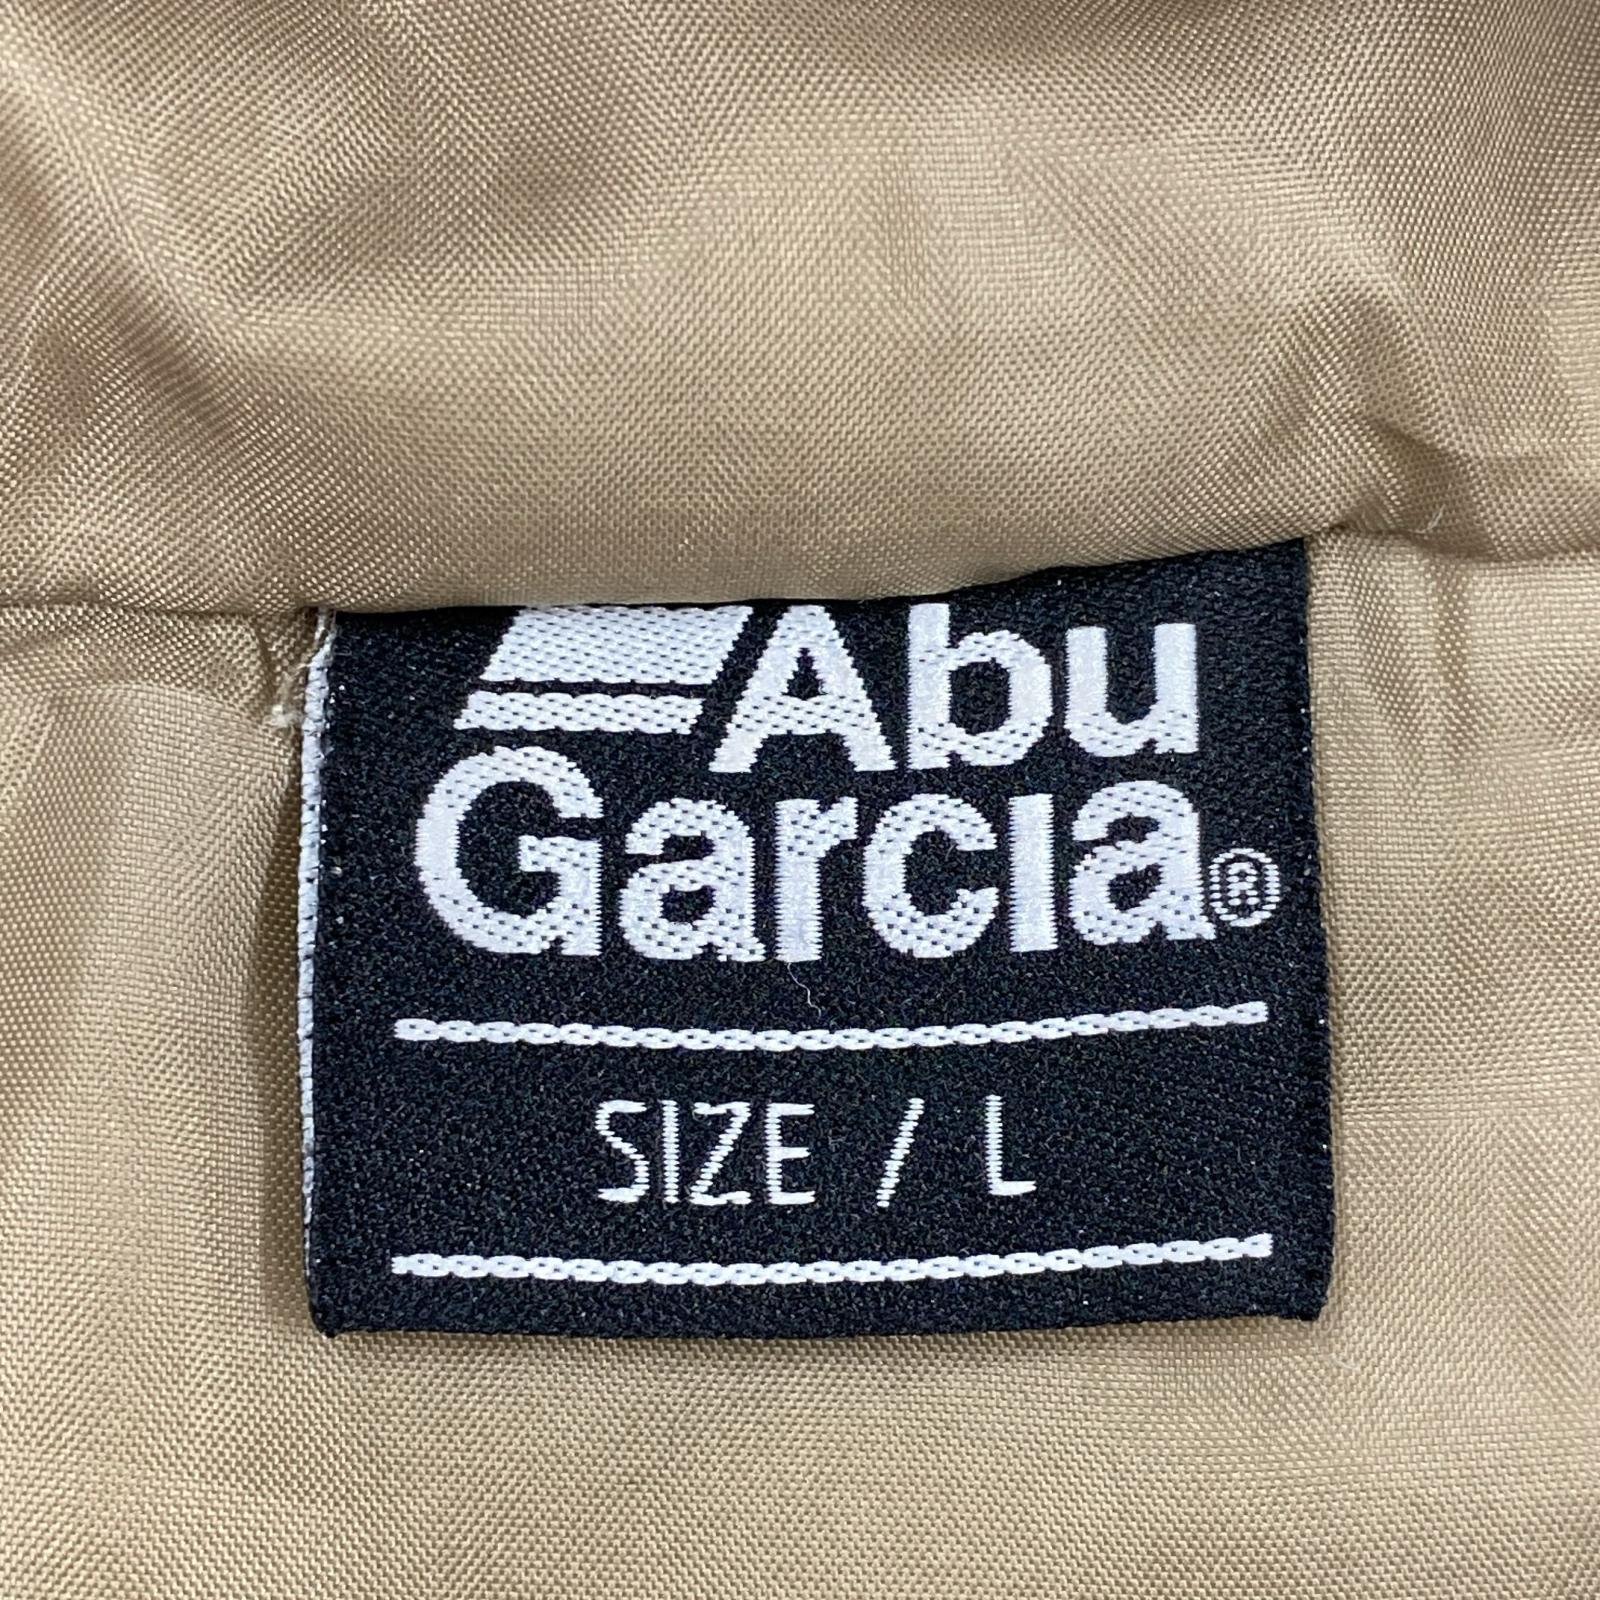 Abu
Garcia®
SIZE / L